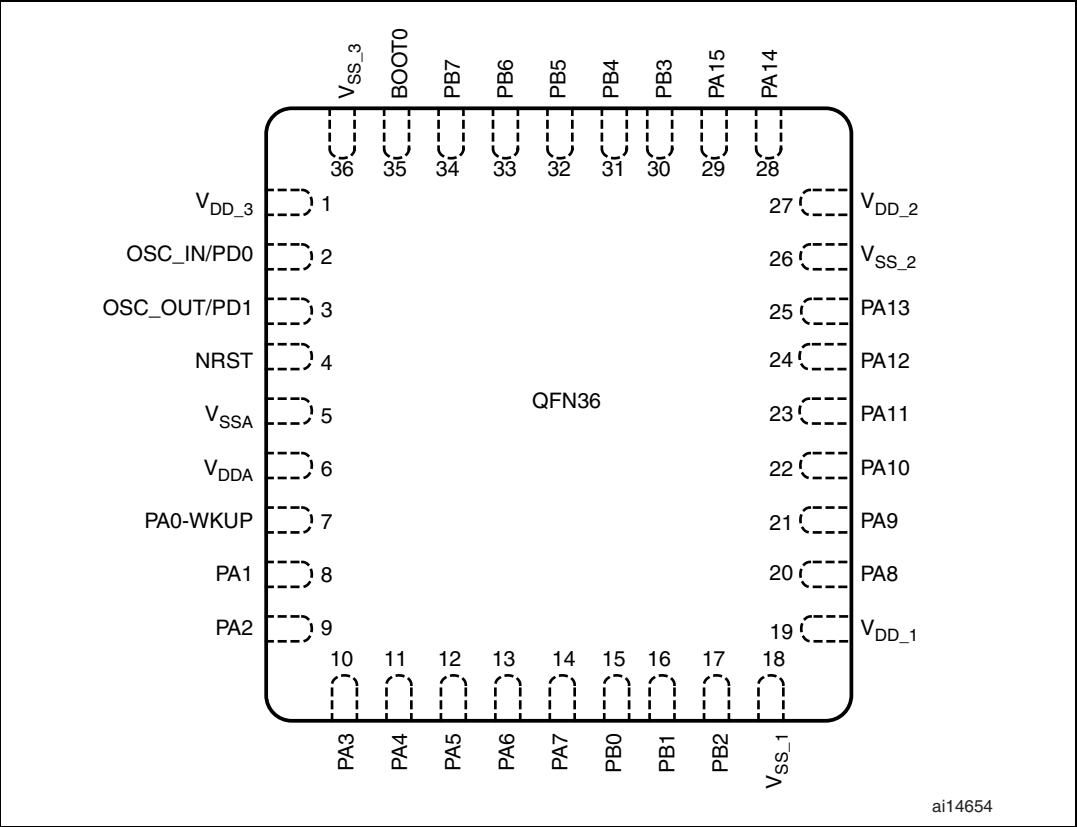 VSS_3 BOOT0 PB7 PB6 PB5 PB4 PB3 PA15 PA14
36 35 34 33 32 31 30 29 28
VDD_3 1 27 VDD_2
OSC_IN/PD0 2 26 VSS_2
OSC_OUT/PD1 3 25 PA13
NRST 4 24 PA12
QFN36
VSSA 5 23 PA11
VDDA 6 22 PA10
PA0-WKUP 7 21 PA9
PA1 8 20 PA8
PA2 9 19 VDD_1
10 11 12 13 14 15 16 17 18
PA3 PA4 PA5 PA6 PA7 PB0 PB1 PB2 VSS_1
ai14654